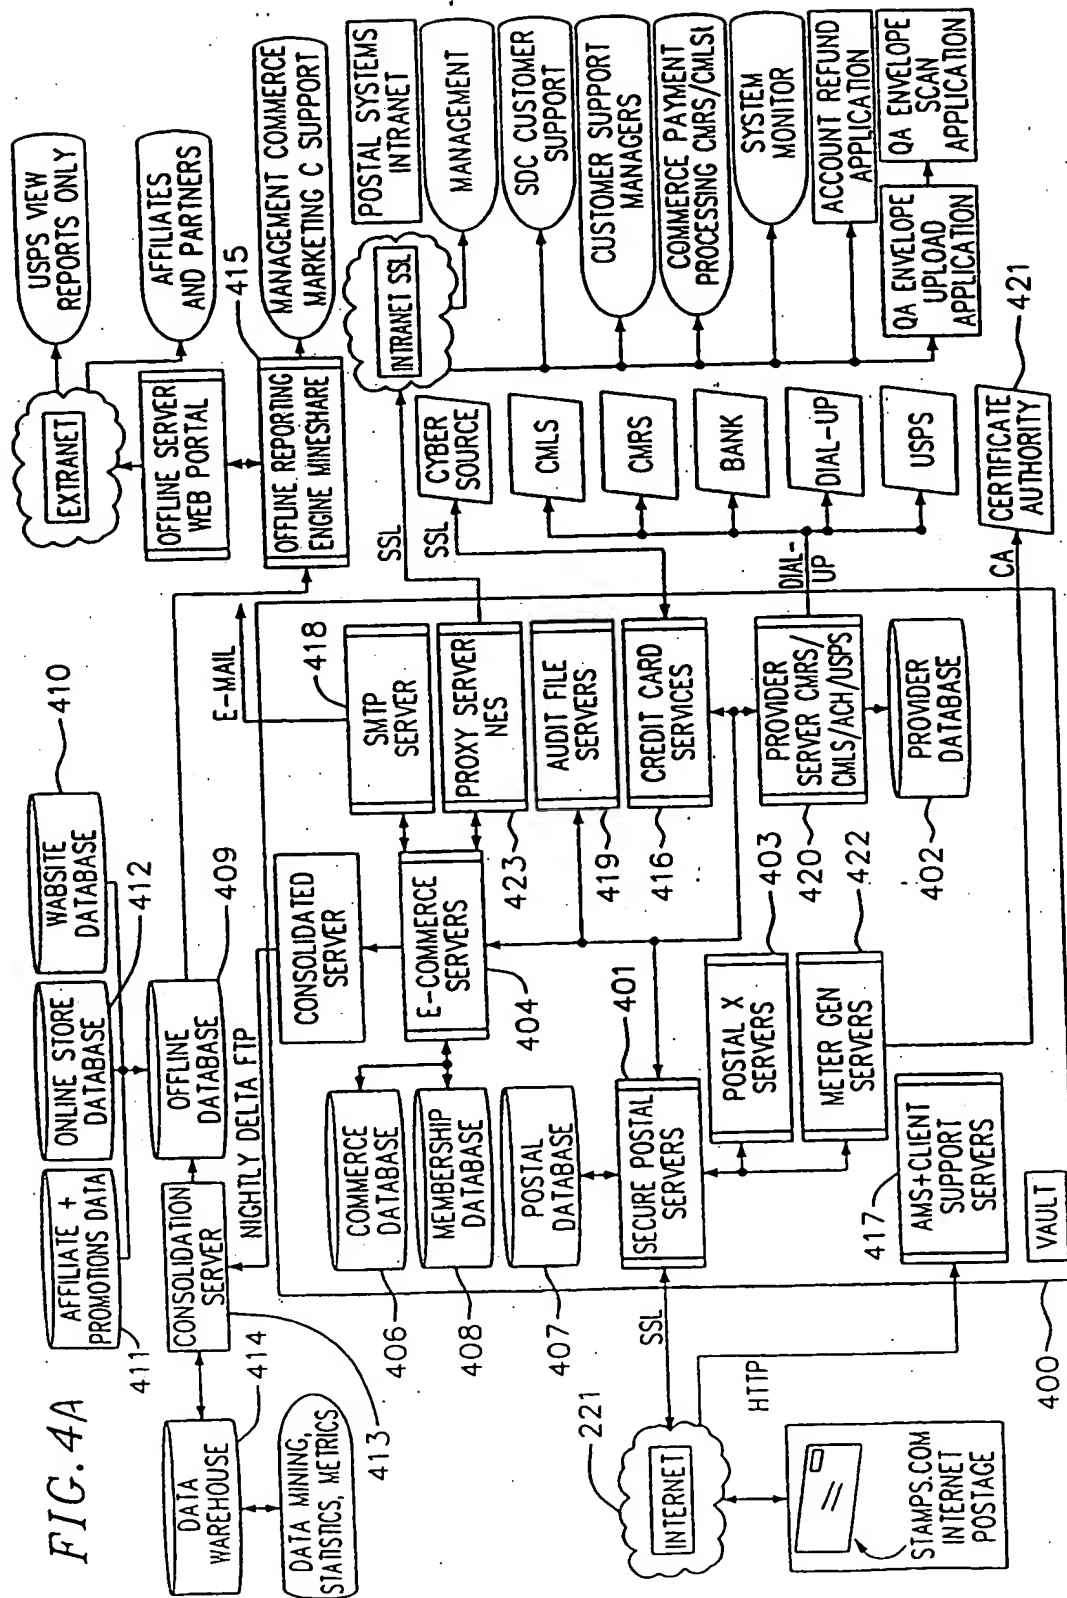 FIG. 4A
AFFILIATE +
PROMOTIONS DATA
411
ONLINE STORE
DATABASE
412
WABSITE
DATABASE
410
DATA
WAREHOUSE
414
CONSOLIDATION
SERVER
413
OFFLINE
DATABASE
409
DATA MINING,
STATISTICS, METRICS
NIGHTLY DELTA FTP
E-MAIL
EXTRANET
USPS VIEW
REPORTS ONLY
AFFILIATES
AND PARTNERS
OFFLINE SERVER
WEB PORTAL
415
OFFLINE REPORTING
ENGINE MINESHARE
MANAGEMENT COMMERCE
MARKETING C SUPPORT
COMMERCE
DATABASE
406
MEMBERSHIP
DATABASE
408
POSTAL
DATABASE
407
CONSOLIDATED
SERVER
E-COMMERCE
SERVERS
404
SMTP
SERVER
418
PROXY SERVER
NES
423
AUDIT FILE
SERVERS
419
CREDIT CARD
SERVICES
416
SSL
SSL
INTRANET SSL
POSTAL SYSTEMS
INTRANET
MANAGEMENT
SDC CUSTOMER
SUPPORT
CUSTOMER SUPPORT
MANAGERS
COMMERCE PAYMENT
PROCESSING CMRS/CMLSt
SYSTEM
MONITOR
ACCOUNT REFUND
APPLICATION
QA ENVELOPE
UPLOAD
APPLICATION
QA ENVELOPE
SCAN
APPLICATION
CYBER
SOURCE
CMLS
CMRS
BANK
DIAL-UP
USPS
DIAL-
UP
CA
CERTIFICATE
AUTHORITY
421
SECURE POSTAL
SERVERS
401
POSTAL X
SERVERS
403
METER GEN
SERVERS
422
PROVIDER
SERVER CMRS/
CMLS/ACH/USPS
420
PROVIDER
DATABASE
402
AMS+CLIENT
SUPPORT
SERVERS
417
VAULT
400
221
INTERNET
SSL
HTTP
STAMPS.COM
INTERNET
POSTAGE